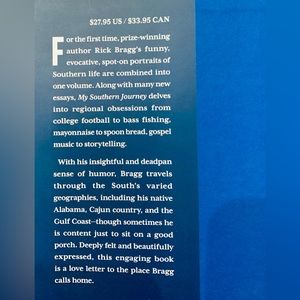 $27.95 US / $33.95 CAN
For the first time, prize-winning
author Rick Bragg's funny,
evocative, spot-on portraits of
Southern life are combined into
one volume. Along with many new
essays, My Southern Journey delves
into regional obsessions from
college football to bass fishing,
mayonnaise to spoon bread, gospel
music to storytelling.
With his insightful and deadpan
sense of humor, Bragg travels
through the South's varied
geographies, including his native
Alabama, Cajun country, and the
Gulf Coast—though sometimes he
is content just to sit on a good
porch. Deeply felt and beautifully
expressed, this engaging book
is a love letter to the place Bragg
calls home.